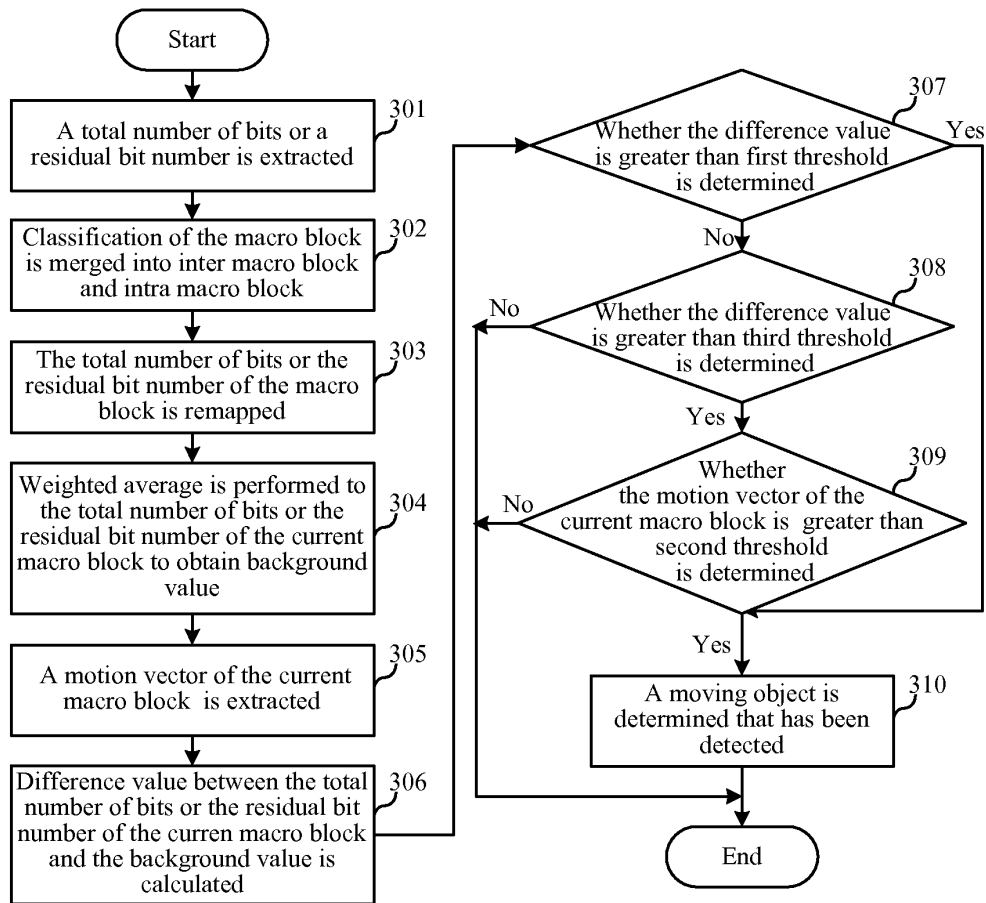 Start
301
A total number of bits or a
residual bit number is extracted
302
Classification of the macro block
is merged into inter macro block
and intra macro block
303
The total number of bits or the
residual bit number of the macro
block is remapped
304
Weighted average is performed to
the total number of bits or the
residual bit number of the current
macro block to obtain background
value
305
A motion vector of the current
macro block is extracted
306
Difference value between the total
number of bits or the residual bit
number of the curren macro block
and the background value is
calculated
307
Whether the difference value
is greater than first threshold
is determined
Yes
No
308
Whether the difference value
is greater than third threshold
is determined
No
Yes
309
Whether
the motion vector of the
current macro block is greater than
second threshold
is determined
No
Yes
310
A moving object is
determined that has been
detected
End